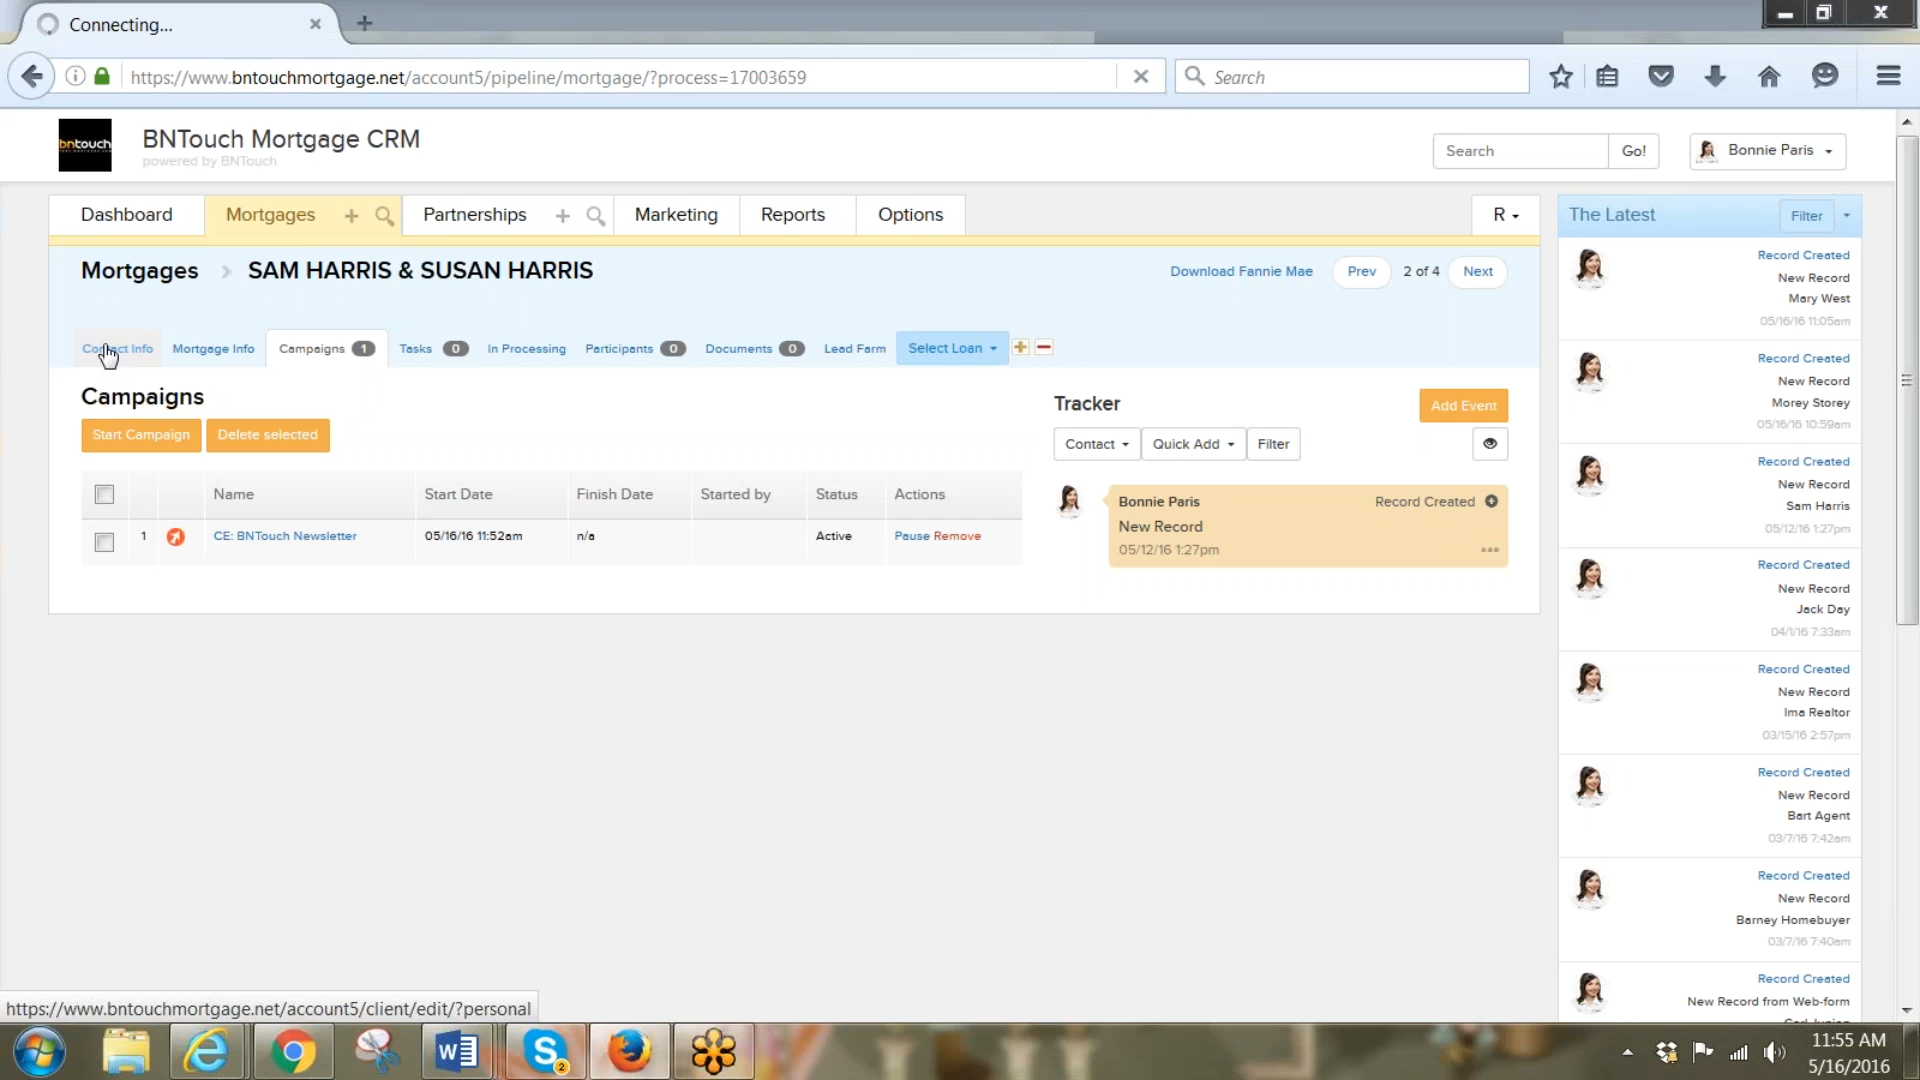 Connecting...
https://www.bntouchmortgage.net/account5/pipeline/mortgage/?process=17003659
Search
bntouch
BNTouch Mortgage CRM
powered by BNTouch
Search
Go!
Bonnie Paris
Dashboard
Mortgages
Partnerships
Marketing
Reports
Options
R
The Latest
Filter
Mortgages
SAM HARRIS & SUSAN HARRIS
Download Fannie Mae
Prev
2 of 4
Next
Contact Info
Mortgage Info
Campaigns 1
Tasks 0
In Processing
Participants 0
Documents 0
Lead Farm
Select Loan
Campaigns
Start Campaign
Delete selected
Name
Start Date
Finish Date
Started by
Status
Actions
1
CE: BNTouch Newsletter
05/16/16 11:52am
n/a
Active
Pause Remove
Tracker
Add Event
Contact
Quick Add
Filter
Bonnie Paris
Record Created
New Record
05/12/16 1:27pm
Record Created
New Record
Mary West
05/16/16 11:05am
Record Created
New Record
Morey Storey
05/16/16 10:59am
Record Created
New Record
Sam Harris
05/12/16 1:27pm
Record Created
New Record
Jack Day
04/1/16 7:33am
Record Created
New Record
Ima Realtor
03/15/16 2:57pm
Record Created
New Record
Bart Agent
03/7/16 7:42am
Record Created
New Record
Barney Homebuyer
03/7/16 7:40am
Record Created
New Record from Web-form
https://www.bntouchmortgage.net/account5/client/edit/?personal
2
11:55 AM
5/16/2016